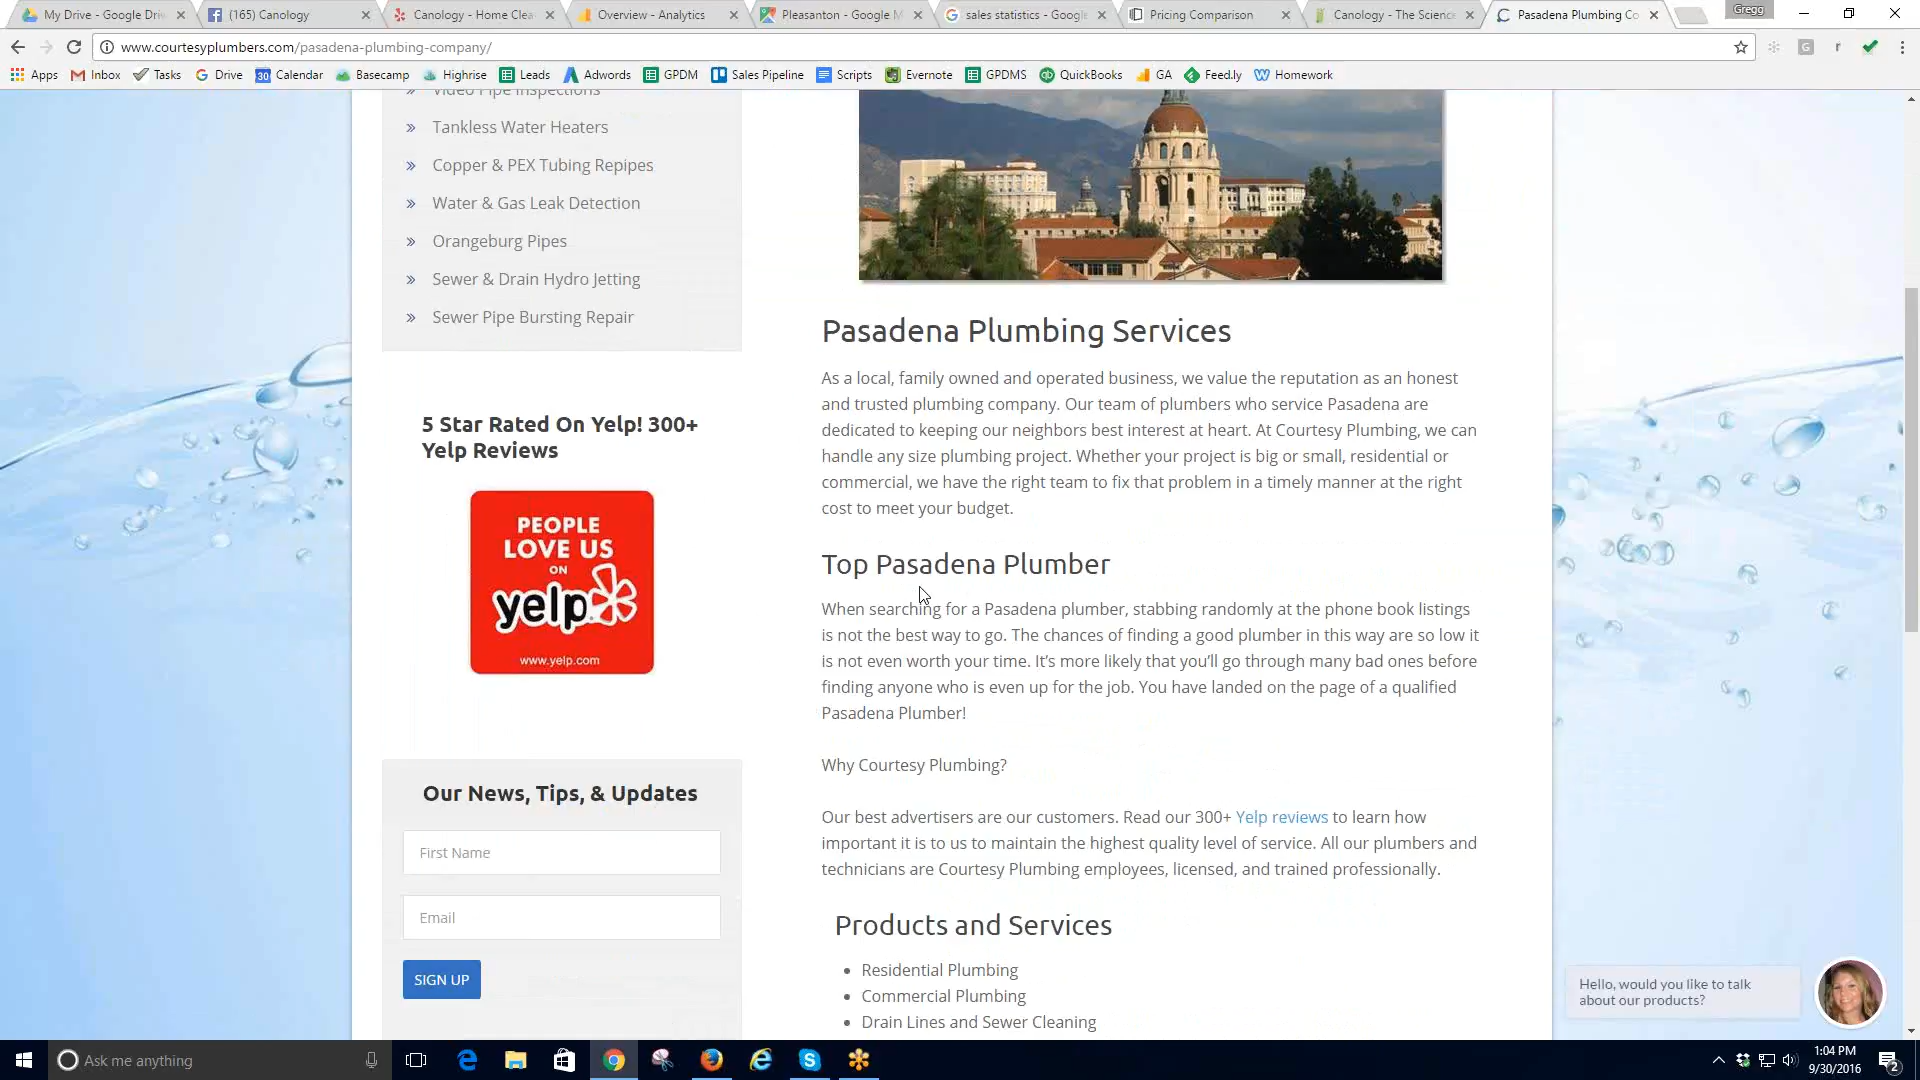 My Drive - Google Dri
(165) Canology
Canology - Home Clea
Overview - Analytics
Pleasanton - Google M
sales statistics - Google
Pricing Comparison
Canology - The Science
Pasadena Plumbing Co
Gregg
www.courtesyplumbers.com/pasadena-plumbing-company/
Apps
Inbox
Tasks
Drive
Calendar
Basecamp
Highrise
Leads
Adwords
GPDM
Sales Pipeline
Scripts
Evernote
GPDMS
QuickBooks
GA
Feed.ly
Homework
Video Pipe Inspections
Tankless Water Heaters
Copper & PEX Tubing Repipes
Water & Gas Leak Detection
Orangeburg Pipes
Sewer & Drain Hydro Jetting
Sewer Pipe Bursting Repair
5 Star Rated On Yelp! 300+
Yelp Reviews
PEOPLE
LOVE US
ON
yelp
www.yelp.com
Our News, Tips, & Updates
First Name
Email
SIGN UP
Pasadena Plumbing Services
As a local, family owned and operated business, we value the reputation as an honest
and trusted plumbing company. Our team of plumbers who service Pasadena are
dedicated to keeping our neighbors best interest at heart. At Courtesy Plumbing, we can
handle any size plumbing project. Whether your project is big or small, residential or
commercial, we have the right team to fix that problem in a timely manner at the right
cost to meet your budget.
Top Pasadena Plumber
When searching for a Pasadena plumber, stabbing randomly at the phone book listings
is not the best way to go. The chances of finding a good plumber in this way are so low it
is not even worth your time. It's more likely that you'll go through many bad ones before
finding anyone who is even up for the job. You have landed on the page of a qualified
Pasadena Plumber!
Why Courtesy Plumbing?
Our best advertisers are our customers. Read our 300+ Yelp reviews to learn how
important it is to us to maintain the highest quality level of service. All our plumbers and
technicians are Courtesy Plumbing employees, licensed, and trained professionally.
Products and Services
Residential Plumbing
Commercial Plumbing
Drain Lines and Sewer Cleaning
Hello, would you like to talk
about our products?
Ask me anything
1:04 PM
9/30/2016
2